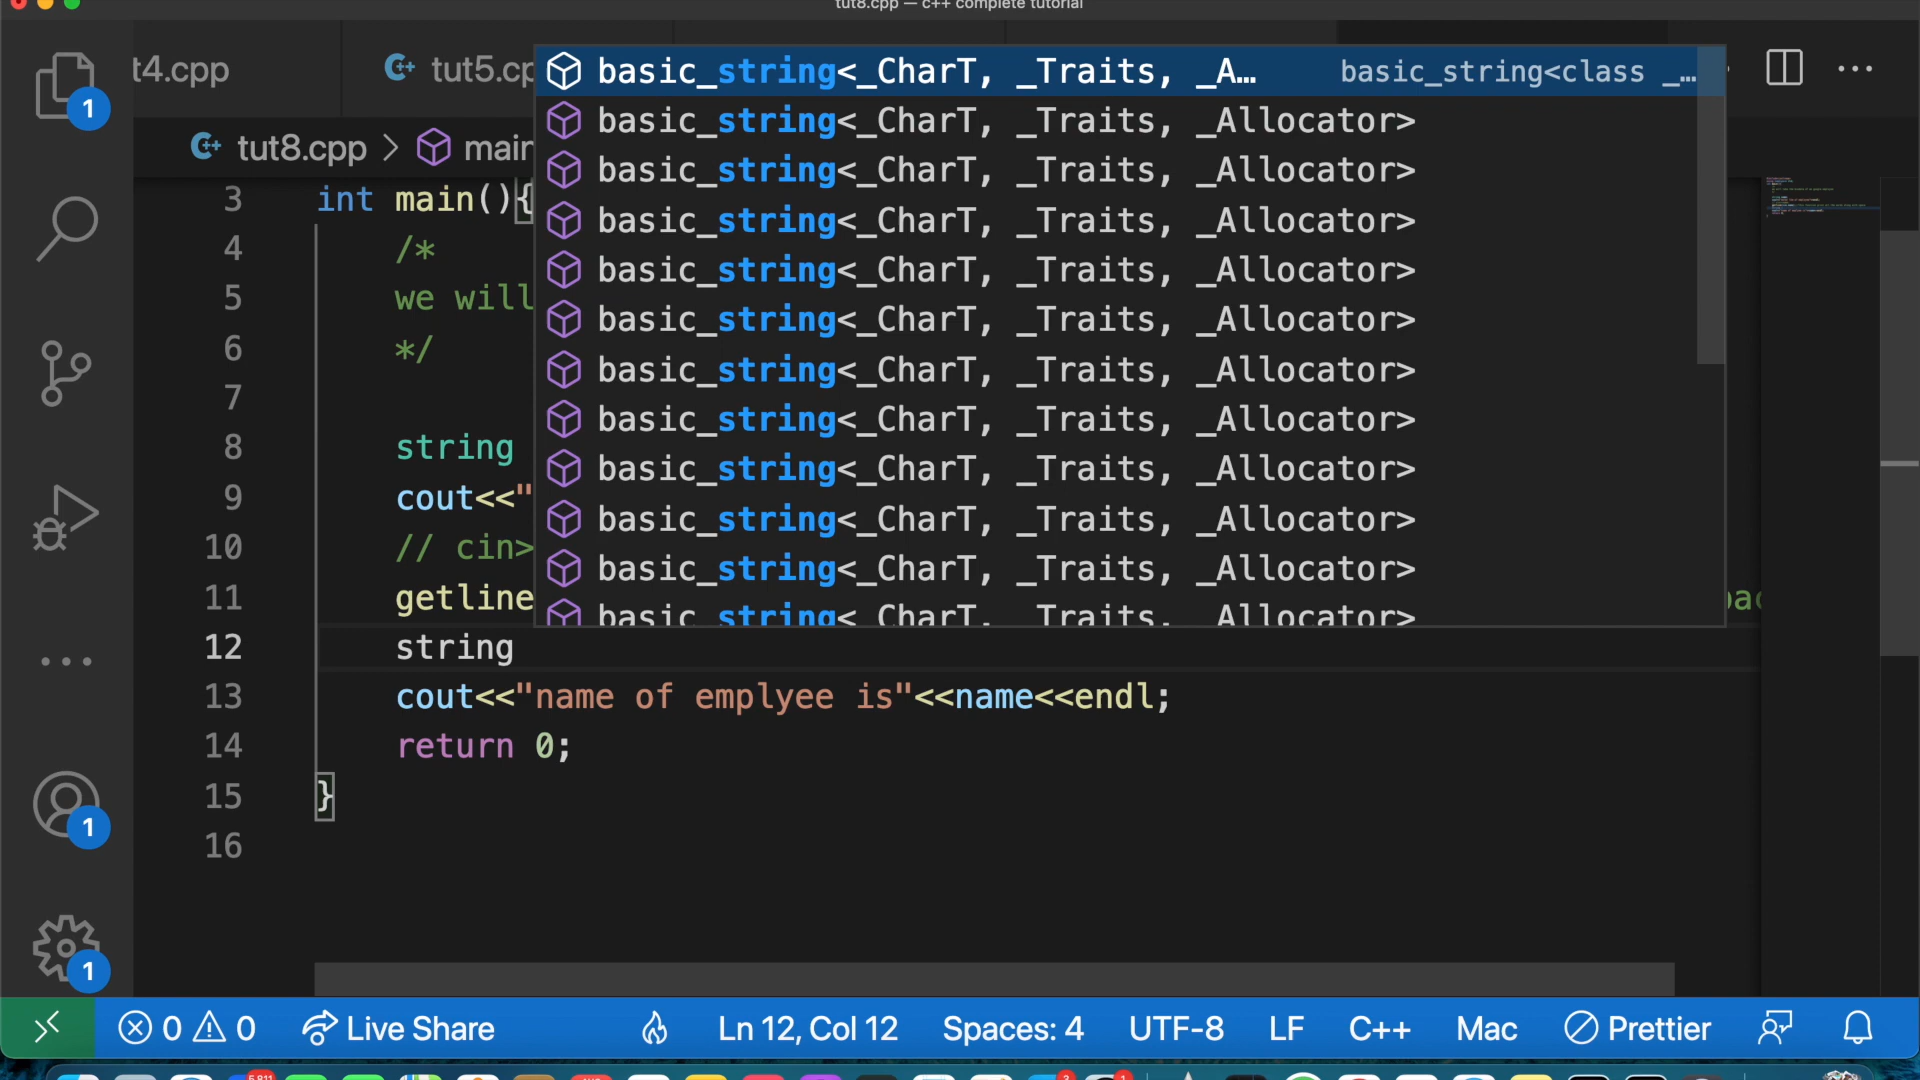 tut8.cpp — c++ complete tutorial
t4.cpp
tut5.cp
tut8.cpp > main
basic_string<_CharT, _Traits, _A… basic_string<class _…
basic_string<_CharT, _Traits, _Allocator>
basic_string<_CharT, _Traits, _Allocator>
basic_string<_CharT, _Traits, _Allocator>
basic_string<_CharT, _Traits, _Allocator>
basic_string<_CharT, _Traits, _Allocator>
basic_string<_CharT, _Traits, _Allocator>
basic_string<_CharT, _Traits, _Allocator>
basic_string<_CharT, _Traits, _Allocator>
basic_string<_CharT, _Traits, _Allocator>
basic_string<_CharT, _Traits, _Allocator>
basic_string<_CharT, _Traits, _Allocator>
3 int main(){
4 /*
5 we will
6 */
7
8 string
9 cout<<"
10 // cin>
11 getline
12 string
13 cout<<"name of emplyee is"<<name<<endl;
14 return 0;
15 }
16
1
1
1
0 0 Live Share Ln 12, Col 12 Spaces: 4 UTF-8 LF C++ Mac Prettier